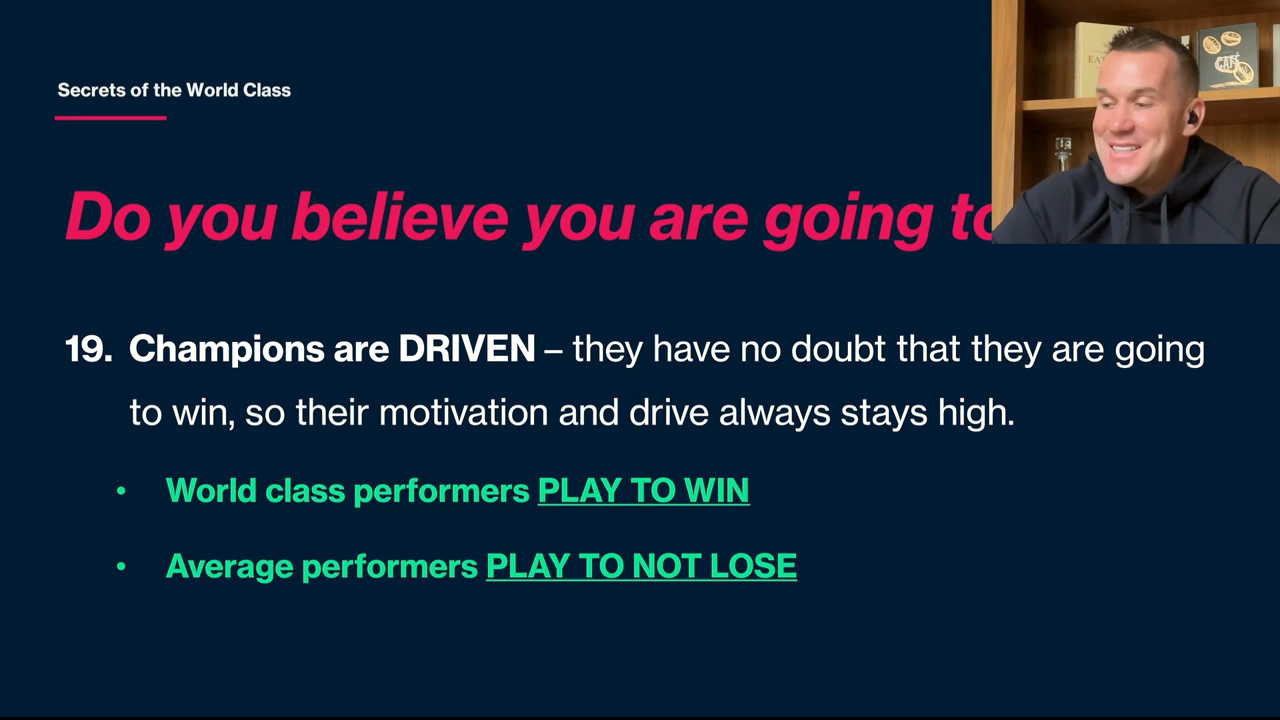 Secrets of the World Class
Do you believe you are going to
19. Champions are DRIVEN – they have no doubt that they are going
to win, so their motivation and drive always stays high.
• World class performers PLAY TO WIN
• Average performers PLAY TO NOT LOSE
EA
CAFÉ